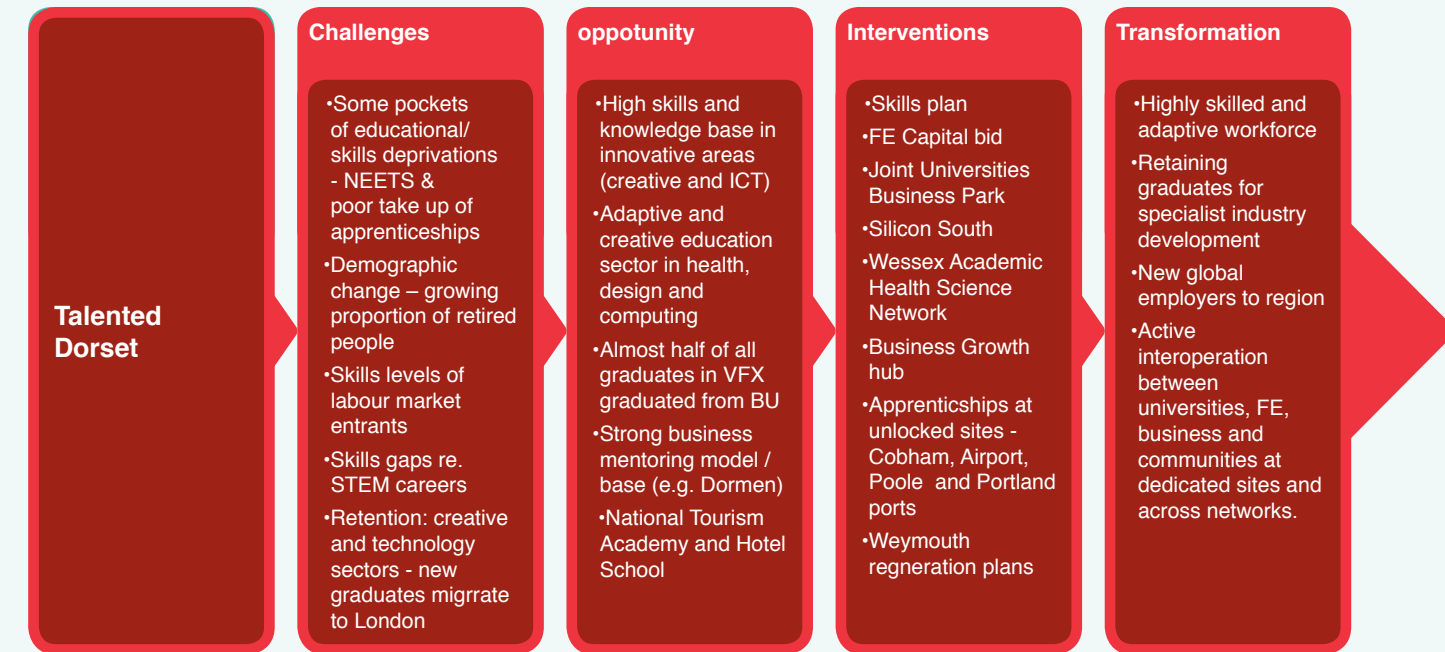 Talented
Dorset
Challenges
•Some pockets
of educational/
skills deprivations
- NEETS &
poor take up of
apprenticeships
•Demographic
change – growing
proportion of retired
people
•Skills levels of
labour market
entrants
•Skills gaps re.
STEM careers
•Retention: creative
and technology
sectors - new
graduates migrrate
to London
oppotunity
•High skills and
knowledge base in
innovative areas
(creative and ICT)
•Adaptive and
creative education
sector in health,
design and
computing
•Almost half of all
graduates in VFX
graduated from BU
•Strong business
mentoring model /
base (e.g. Dormen)
•National Tourism
Academy and Hotel
School
Interventions
•Skills plan
•FE Capital bid
•Joint Universities
Business Park
•Silicon South
•Wessex Academic
Health Science
Network
•Business Growth
hub
•Apprenticships at
unlocked sites -
Cobham, Airport,
Poole  and Portland
ports
•Weymouth
regneration plans
Transformation
•Highly skilled and
adaptive workforce
•Retaining
graduates for
specialist industry
development
•New global
employers to region
•Active
interoperation
between
universities, FE,
business and
communities at
dedicated sites and
across networks.